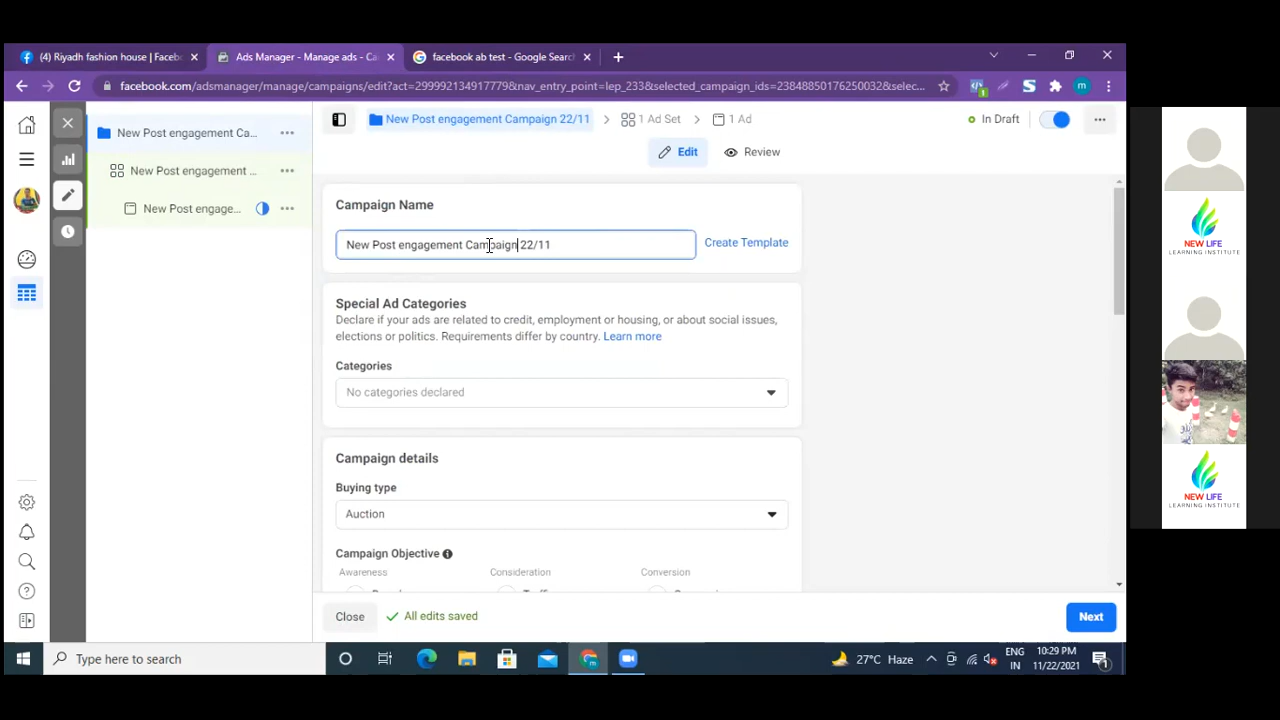 (4) Riyadh fashion house | Facebo
Ads Manager - Manage ads - Ca
facebook ab test - Google Search
facebook.com/adsmanager/manage/campaigns/edit?act=299992134917779&nav_entry_point=lep_233&selected_campaign_ids=23848850176250032&selec...
New Post engagement Ca...
New Post engagement ...
New Post engage...
New Post engagement Campaign 22/11
1 Ad Set
1 Ad
In Draft
Edit
Review
Campaign Name
New Post engagement Campaign 22/11
Create Template
Special Ad Categories
Declare if your ads are related to credit, employment or housing, or about social issues,
elections or politics. Requirements differ by country. Learn more
Categories
No categories declared
Campaign details
Buying type
Auction
Campaign Objective
Awareness
Consideration
Conversion
Close
All edits saved
Next
Type here to search
27°C Haze
ENG
IN
10:29 PM
11/22/2021
1
NEW LIFE
LEARNING INSTITUTE
NEW LIFE
LEARNING INSTITUTE